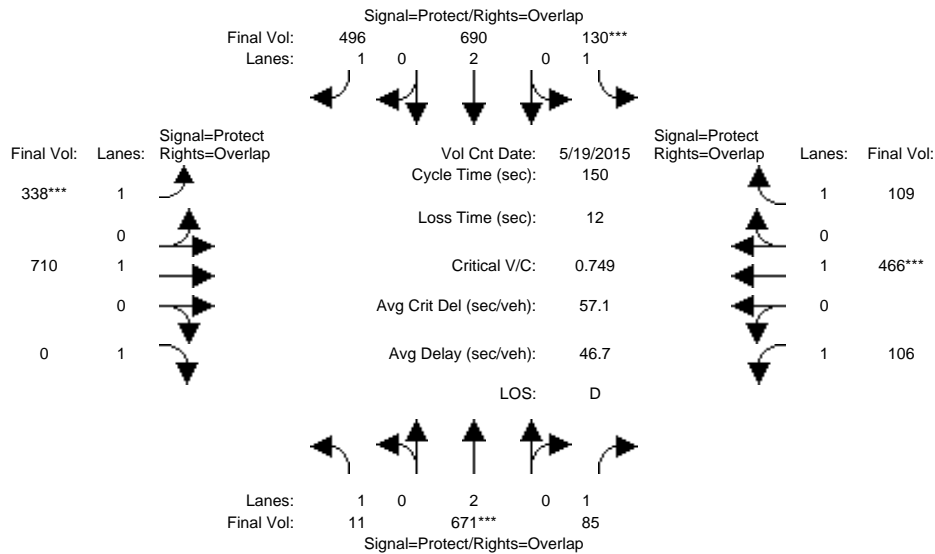 Signal=Protect/Rights=Overlap
Final Vol: 496 690 130***
Lanes: 1 0 2 0 1
Signal=Protect Signal=Protect
Final Vol: Lanes: Rights=Overlap Vol Cnt Date: 5/19/2015 Rights=Overlap Lanes: Final Vol:
Cycle Time (sec): 150
338*** 1 1 109
Loss Time (sec): 12
0 0
710 1 Critical V/C: 0.749 1 466***
0 Avg Crit Del (sec/veh): 57.1 0
0 1 Avg Delay (sec/veh): 46.7 1 106
LOS: D
Lanes: 1 0 2 0 1
Final Vol: 11 671*** 85
Signal=Protect/Rights=Overlap